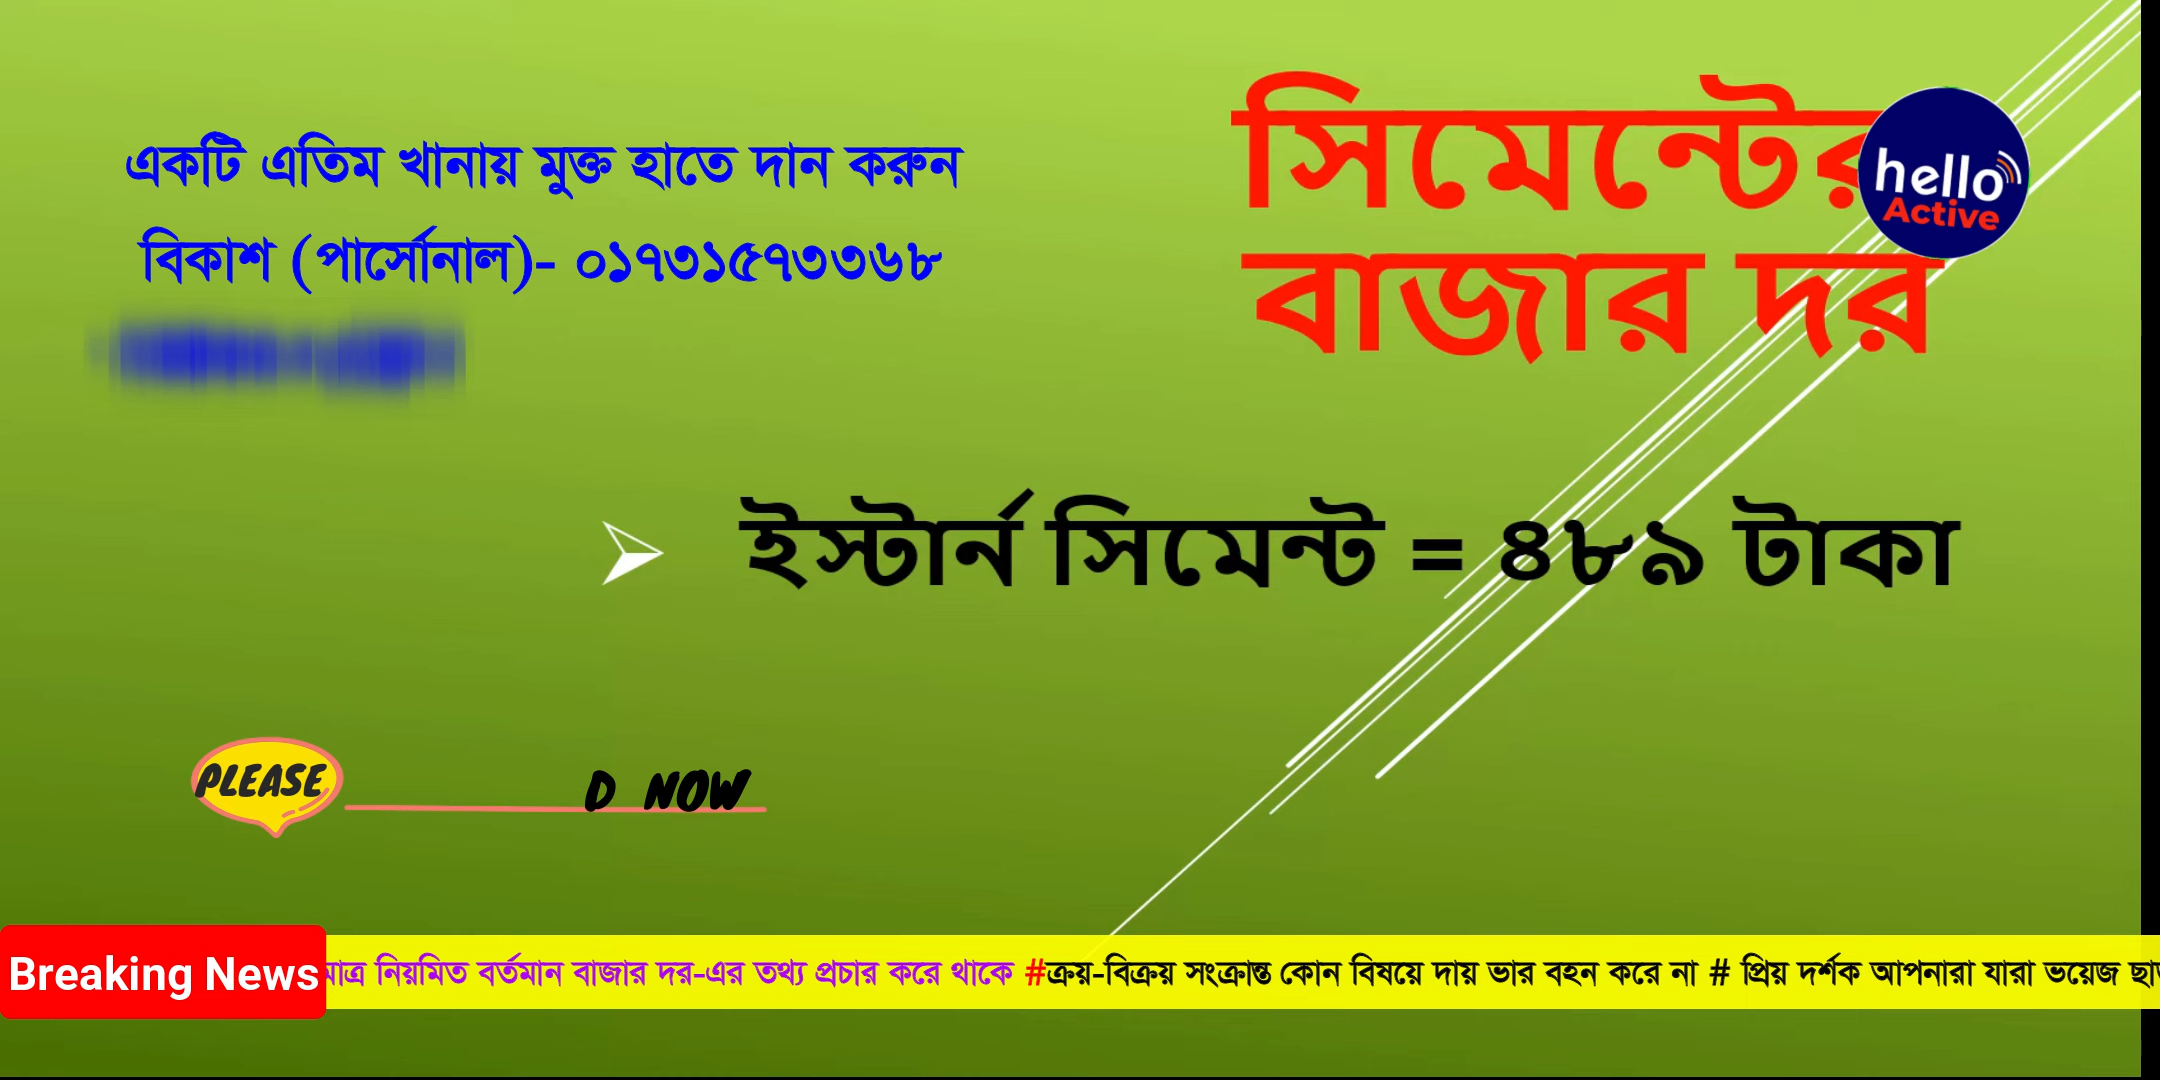 একটি এতিম খানায় মুক্ত হাতে দান করুন
বিকাশ (পার্সোনাল)- ০১৭৩১৫৭৩৩৬৮
সিমেন্টের
বাজার দর
hello
Active
ইস্টার্ন সিমেন্ট = ৪৮৯ টাকা
PLEASE
D NOW
Breaking News
নিয়মিত বর্তমান বাজার দর-এর তথ্য প্রচার করে থাকে #ক্রয়-বিক্রয় সংক্রান্ত কোন বিষয়ে দায় ভার বহন করে না # প্রিয় দর্শক আপনারা যারা ভয়েজ